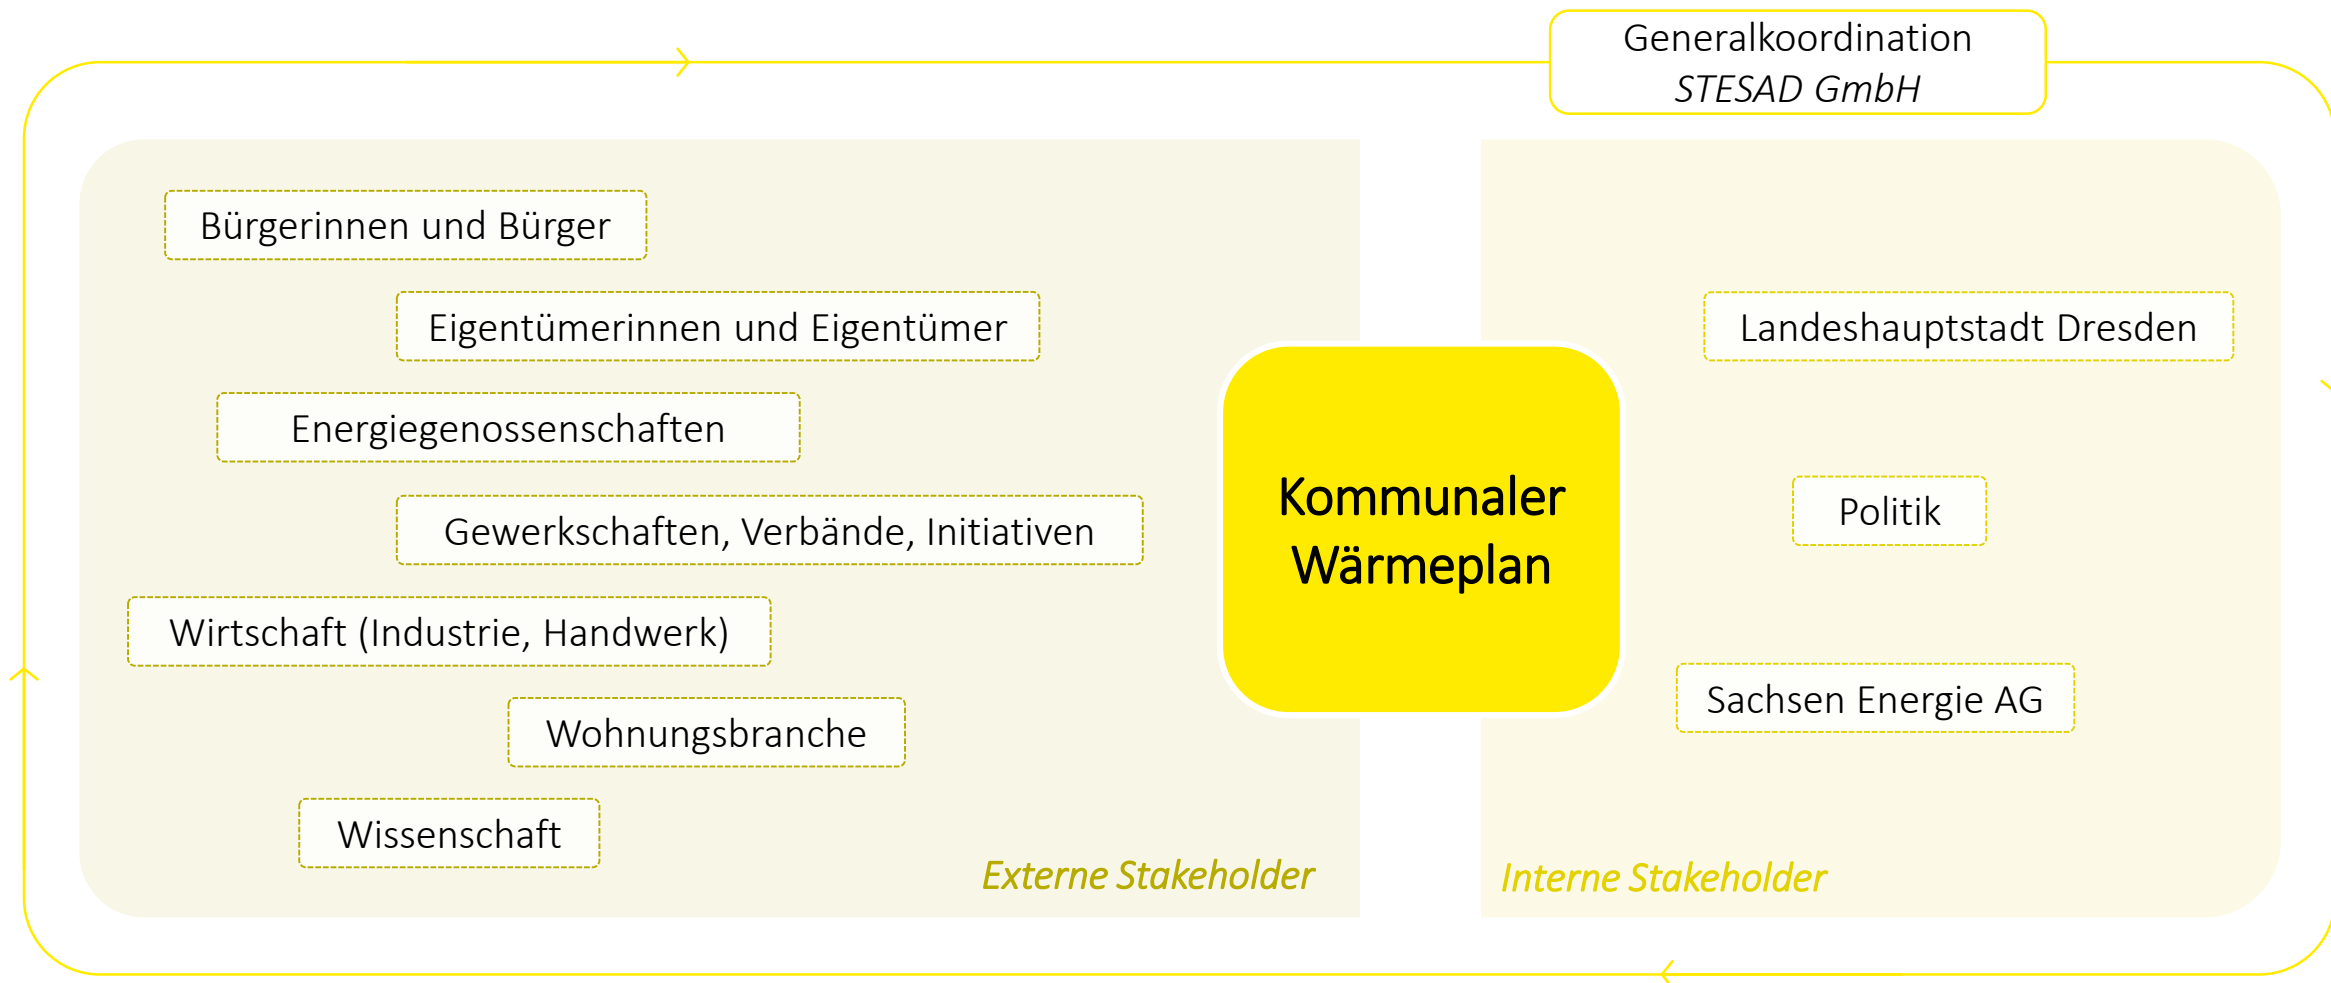 Generalkoordination
STESAD GmbH
Bürgerinnen und Bürger
Eigentümerinnen und Eigentümer
Energiegenossenschaften
Gewerkschaften, Verbände, Initiativen
Wirtschaft (Industrie, Handwerk)
Wohnungsbranche
Wissenschaft
Externe Stakeholder
Kommunaler
Wärmeplan
Landeshauptstadt Dresden
Politik
Sachsen Energie AG
Interne Stakeholder